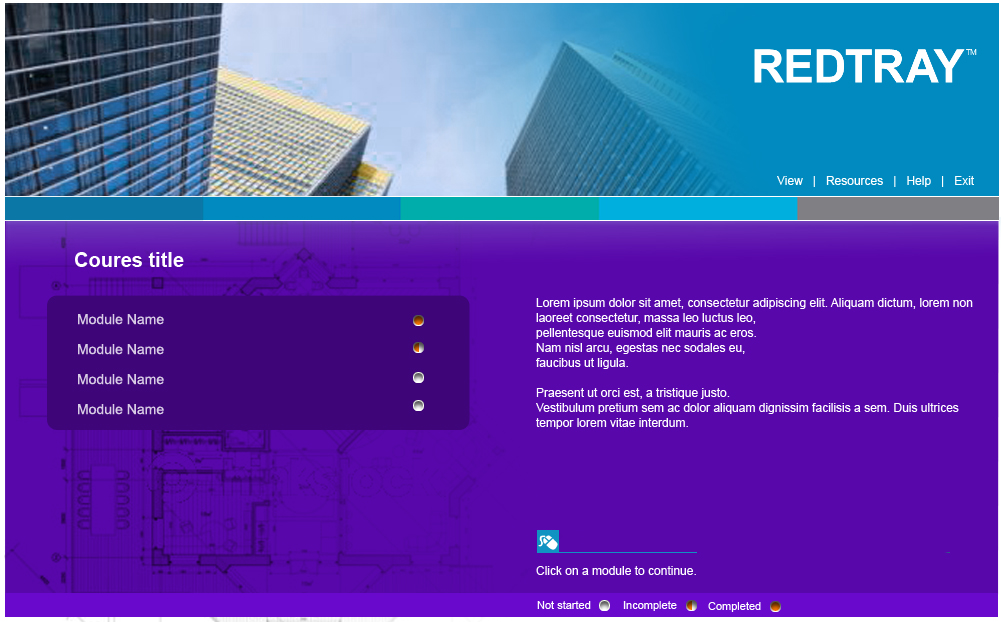 REDTRAY™
View | Resources | Help | Exit
Coures title
Module Name
Module Name
Module Name
Module Name
Lorem ipsum dolor sit amet, consectetur adipiscing elit. Aliquam dictum, lorem non
laoreet consectetur, massa leo luctus leo,
pellentesque euismod elit mauris ac eros.
Nam nisl arcu, egestas nec sodales eu,
faucibus ut ligula.
Praesent ut orci est, a tristique justo.
Vestibulum pretium sem ac dolor aliquam dignissim facilisis a sem. Duis ultrices
tempor lorem vitae interdum.
Click on a module to continue.
Not started Incomplete Completed